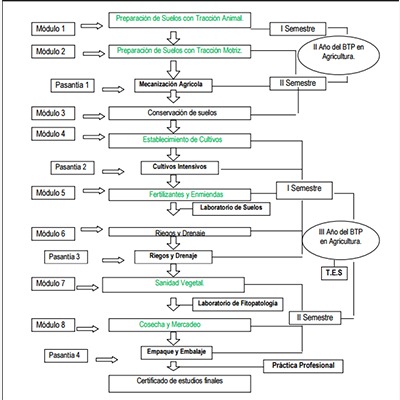 Módulo 1
Preparación de Suelos con Tracción Animal.
I Semestre
Módulo 2
Preparación de Suelos con Tracción Motriz.
II Año del BTP en
Agricultura.
Pasantía 1
Mecanización Agrícola
II Semestre
Módulo 3
Conservación de suelos
Módulo 4
Establecimiento de Cultivos
Pasantía 2
Cultivos Intensivos
Módulo 5
Fertilizantes y Enmiendas
I Semestre
Laboratorio de Suelos
Módulo 6
Riegos y Drenaje
III Año del BTP
en Agricultura.
Pasantía 3
Riegos y Drenaje
T.E.S
Módulo 7
Sanidad Vegetal.
Laboratorio de Fitopatología
II Semestre
Módulo 8
Cosecha y Mercadeo
Pasantía 4
Empaque y Embalaje
Práctica Profesional
Certificado de estudios finales